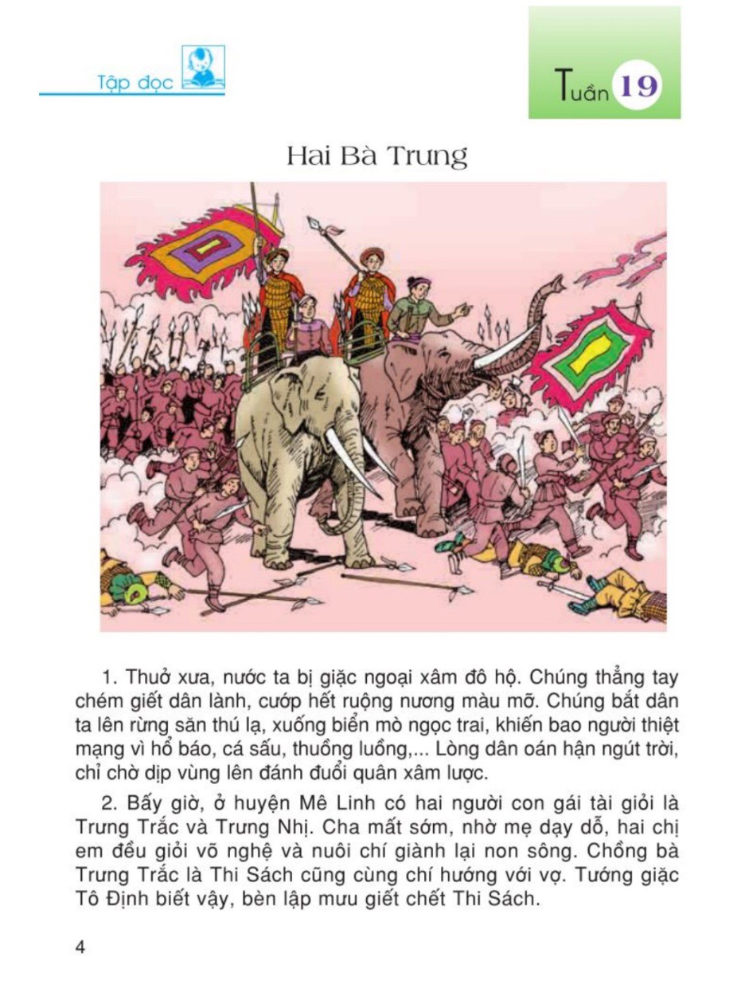 Tập đọc
Tuần 19
Hai Bà Trưng
1. Thuở xưa, nước ta bị giặc ngoại xâm đô hộ. Chúng thẳng tay
chém giết dân lành, cướp hết ruộng nương màu mỡ. Chúng bắt dân
ta lên rừng săn thú lạ, xuống biển mò ngọc trai, khiến bao người thiệt
mạng vì hổ báo, cá sấu, thuồng luồng,... Lòng dân oán hận ngút trời,
chỉ chờ dịp vùng lên đánh đuổi quân xâm lược.
2. Bấy giờ, ở huyện Mê Linh có hai người con gái tài giỏi là
Trưng Trắc và Trưng Nhị. Cha mất sớm, nhờ mẹ dạy dỗ, hai chị
em đều giỏi võ nghệ và nuôi chí giành lại non sông. Chồng bà
Trưng Trắc là Thi Sách cũng cùng chí hướng với vợ. Tướng giặc
Tô Định biết vậy, bèn lập mưu giết chết Thi Sách.
4